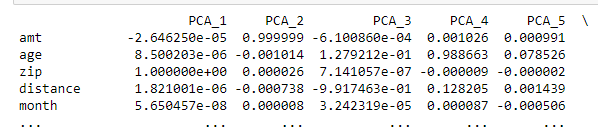 PCA_1 PCA_2 PCA_3 PCA_4 PCA_5 \
amt -2.646250e-05 0.999999 -6.100860e-04 0.001026 0.000991
age 8.500203e-06 -0.001014 1.279212e-01 0.988663 0.078526
zip 1.000000e+00 0.000026 7.141057e-07 -0.000009 -0.000002
distance 1.821001e-06 -0.000738 -9.917463e-01 0.128205 0.001439
month 5.650457e-08 0.000008 3.242319e-05 0.000087 -0.000506
... ... ... ... ... ...